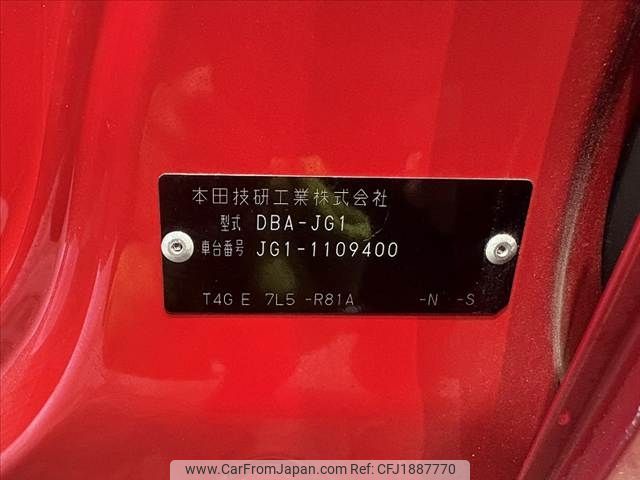 本田技研工業株式会社
型式 DBA-JG1
車台番号 JG1-1109400
T4G E 7L5 -R81A -N -S
www.CarFromJapan.com Ref. No: CFJ1887770